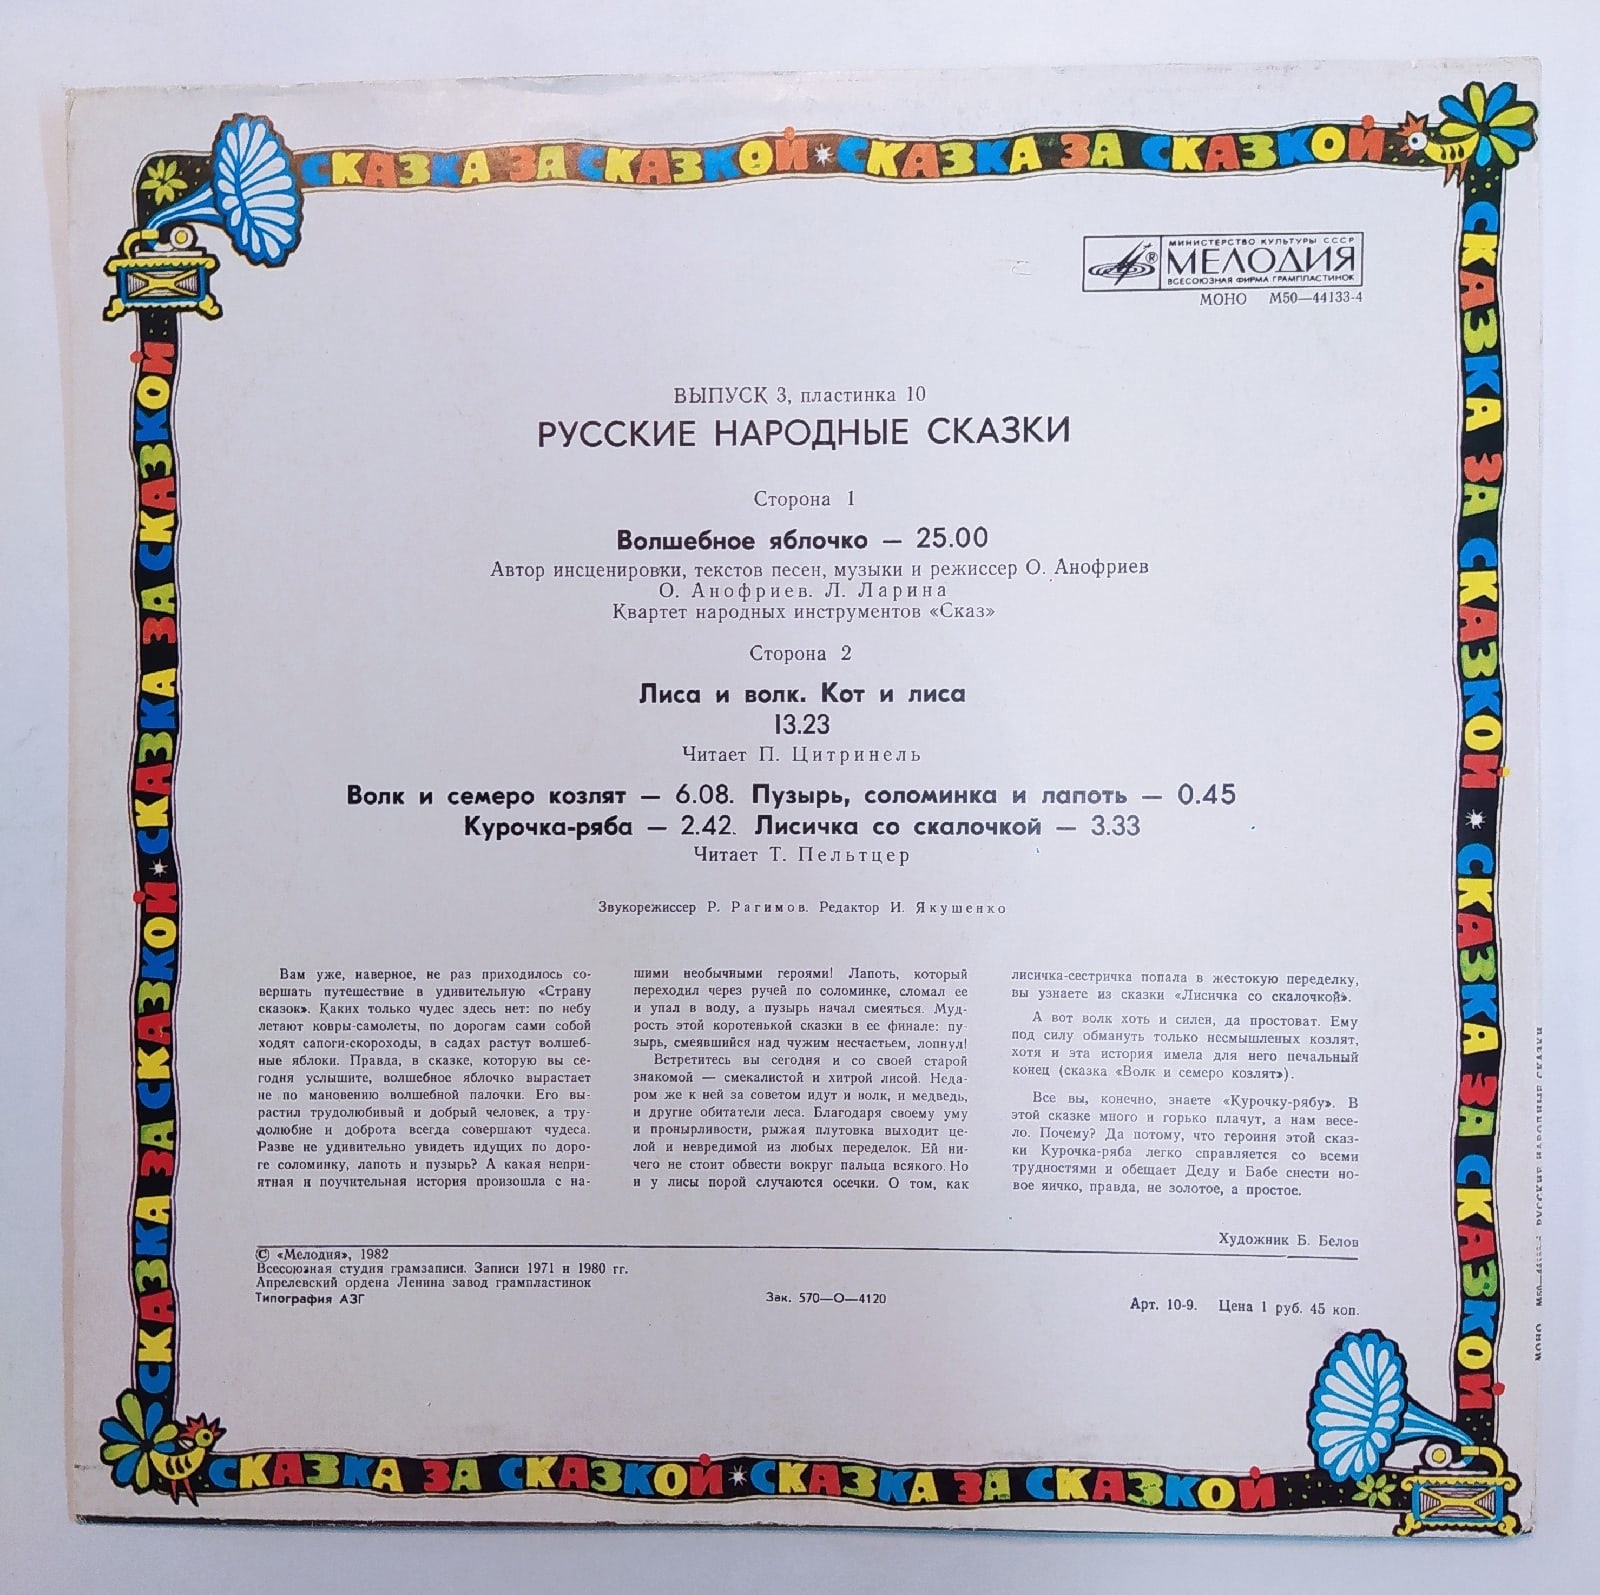 СКАЗКА ЗА СКАЗКОЙ * СКАЗКА ЗА СКАЗКОЙ
МИНИСТЕРСТВО КУЛЬТУРЫ СССР
МЕЛОДИЯ
ВСЕСОЮЗНАЯ ФИРМА ГРАМПЛАСТИНОК
МОНО М50—44133-4
ВЫПУСК 3, пластинка 10
РУССКИЕ НАРОДНЫЕ СКАЗКИ
Сторона 1
Волшебное яблочко — 25.00
Автор инсценировки, текстов песен, музыки и режиссер О. Анофриев
О. Анофриев. Л. Ларина
Квартет народных инструментов «Сказ»
Сторона 2
Лиса и волк. Кот и лиса
13.23
Читает П. Цитринель
Волк и семеро козлят — 6.08. Пузырь, соломинка и лапоть — 0.45
Курочка-ряба — 2.42. Лисичка со скалочкой — 3.33
Читает Т. Пельтцер
Звукорежиссер Р. Рагимов. Редактор И. Якушенко
Вам уже, наверное, не раз приходилось со-
вершать путешествие в удивительную «Страну
сказок». Каких только чудес здесь нет: по небу
летают ковры-самолеты, по дорогам сами собой
ходят сапоги-скороходы, в садах растут волшеб-
ные яблоки. Правда, в сказке, которую вы се-
годня услышите, волшебное яблочко вырастает
не по мановению волшебной палочки. Его вы-
растил трудолюбивый и добрый человек, а тру-
долюбие и доброта всегда совершают чудеса.
Разве не удивительно увидеть идущих по доро-
ге соломинку, лапоть и пузырь? А какая непри-
ятная и поучительная история произошла с на-
шими необычными героями! Лапоть, который
переходил через ручей по соломинке, сломал ее
и упал в воду, а пузырь начал смеяться. Муд-
рость этой коротенькой сказки в ее финале: пу-
зырь, смеявшийся над чужим несчастьем, лопнул!
Встретитесь вы сегодня и со своей старой
знакомой — смекалистой и хитрой лисой. Неда-
ром же к ней за советом идут и волк, и медведь,
и другие обитатели леса. Благодаря своему уму
и пронырливости, рыжая плутовка выходит це-
лой и невредимой из любых переделок. Ей ни-
чего не стоит обвести вокруг пальца всякого. Но
и у лисы порой случаются осечки. О том, как
лисичка-сестричка попала в жестокую переделку,
вы узнаете из сказки «Лисичка со скалочкой».
А вот волк хоть и силен, да простоват. Ему
под силу обмануть только несмышленых козлят,
хотя и эта история имела для него печальный
конец (сказка «Волк и семеро козлят»).
Все вы, конечно, знаете «Курочку-рябу». В
этой сказке много и горько плачут, а нам весе-
ло. Почему? Да потому, что героиня этой сказ-
ки Курочка-ряба легко справляется со всеми
трудностями и обещает Деду и Бабе снести но-
вое яичко, правда, не золотое, а простое.
Художник Б. Белов
© «Мелодия», 1982
Всесоюзная студия грамзаписи. Записи 1971 и 1980 гг.
Апрелевский ордена Ленина завод грампластинок
Типография АЗГ
Зак. 570—О—4120
Арт. 10-9. Цена 1 руб. 45 коп.
СКАЗКА ЗА СКАЗКОЙ * СКАЗКА ЗА СКАЗКОЙ
СКАЗКА ЗА СКАЗКОЙ * СКАЗКА ЗА СКАЗКОЙ
СКАЗКА ЗА СКАЗКОЙ * СКАЗКА ЗА СКАЗКОЙ